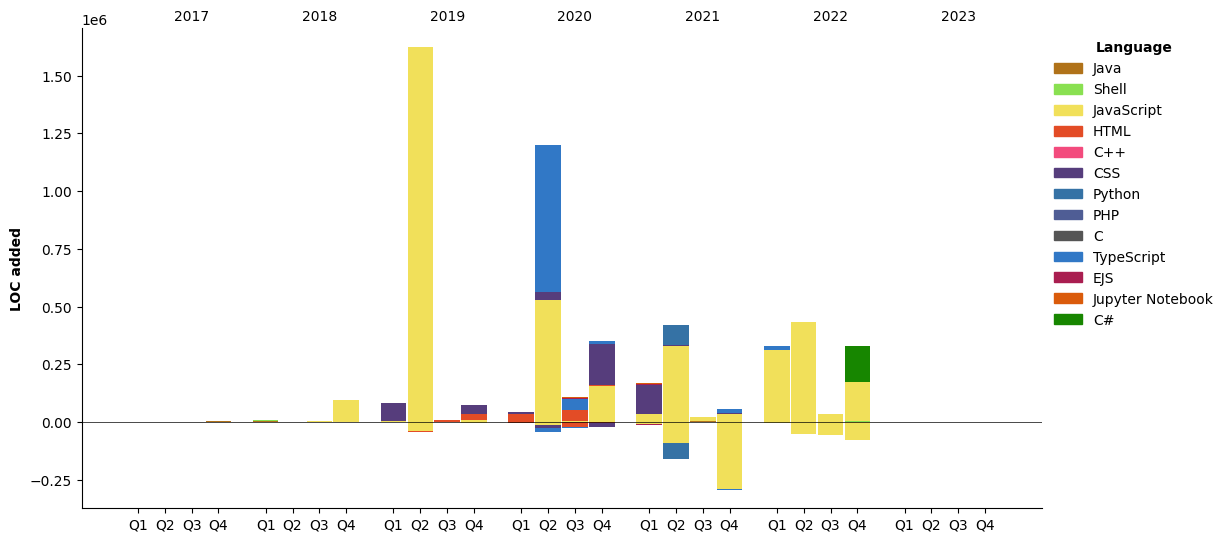 1e6
2017 2018 2019 2020 2021 2022 2023
1.50
1.25
1.00
0.75
0.50
0.25
0.00
−0.25
LOC added
Q1 Q2 Q3 Q4 Q1 Q2 Q3 Q4 Q1 Q2 Q3 Q4 Q1 Q2 Q3 Q4 Q1 Q2 Q3 Q4 Q1 Q2 Q3 Q4 Q1 Q2 Q3 Q4
Language
Java
Shell
JavaScript
HTML
C++
CSS
Python
PHP
C
TypeScript
EJS
Jupyter Notebook
C#